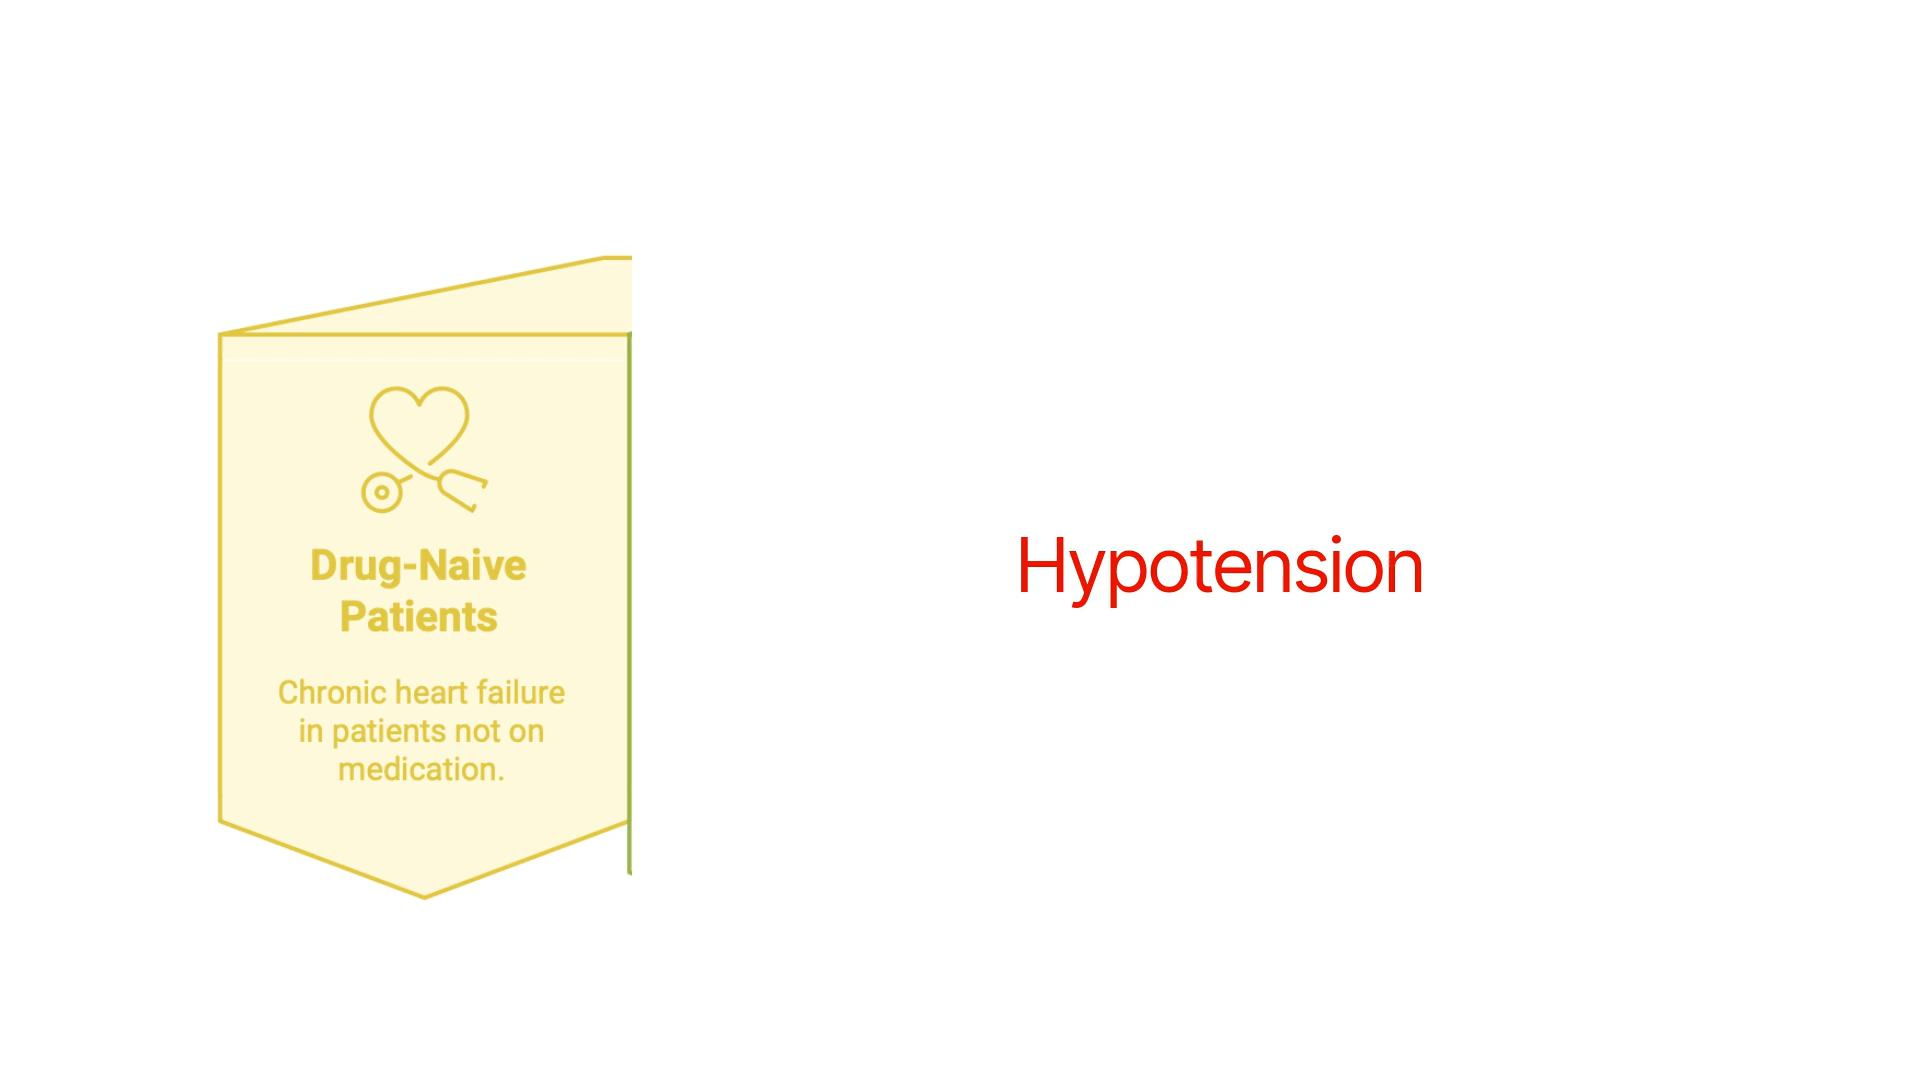 Drug-Naive
Patients
Chronic heart failure
in patients not on
medication.
Hypotension